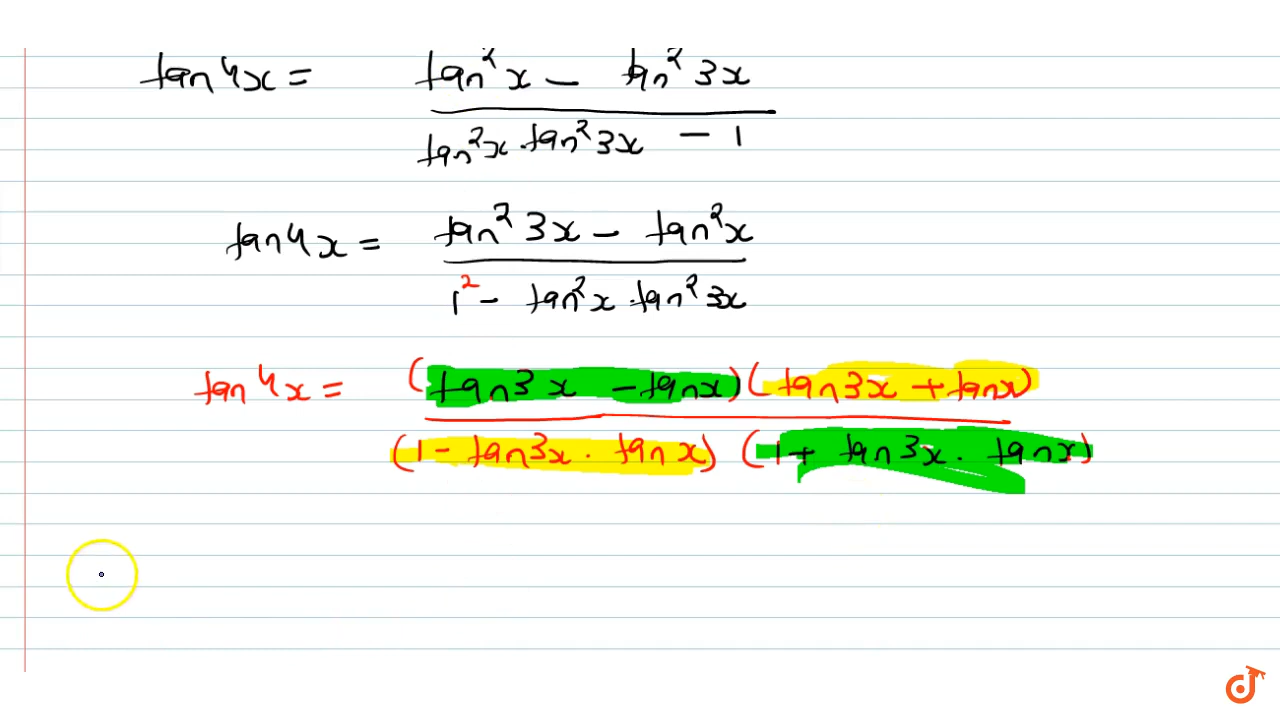 tan4x = tan²x - tan²3x
tan²x . tan²3x - 1
tan4x = tan²3x - tan²x
1² - tan²x . tan²3x
tan4x = (tan3x - tanx) (tan3x + tanx)
(1 - tan3x . tanx) (1 + tan3x . tanx)